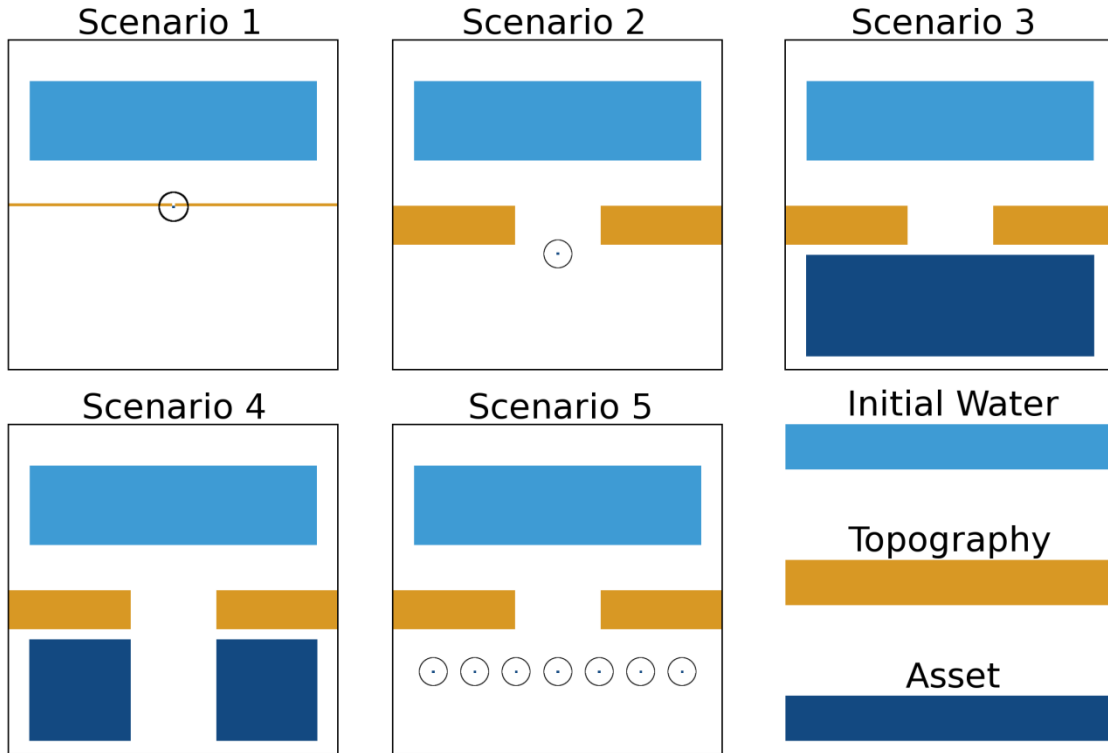 Scenario 1
Scenario 2
Scenario 3
Scenario 4
Scenario 5
Initial Water
Topography
Asset